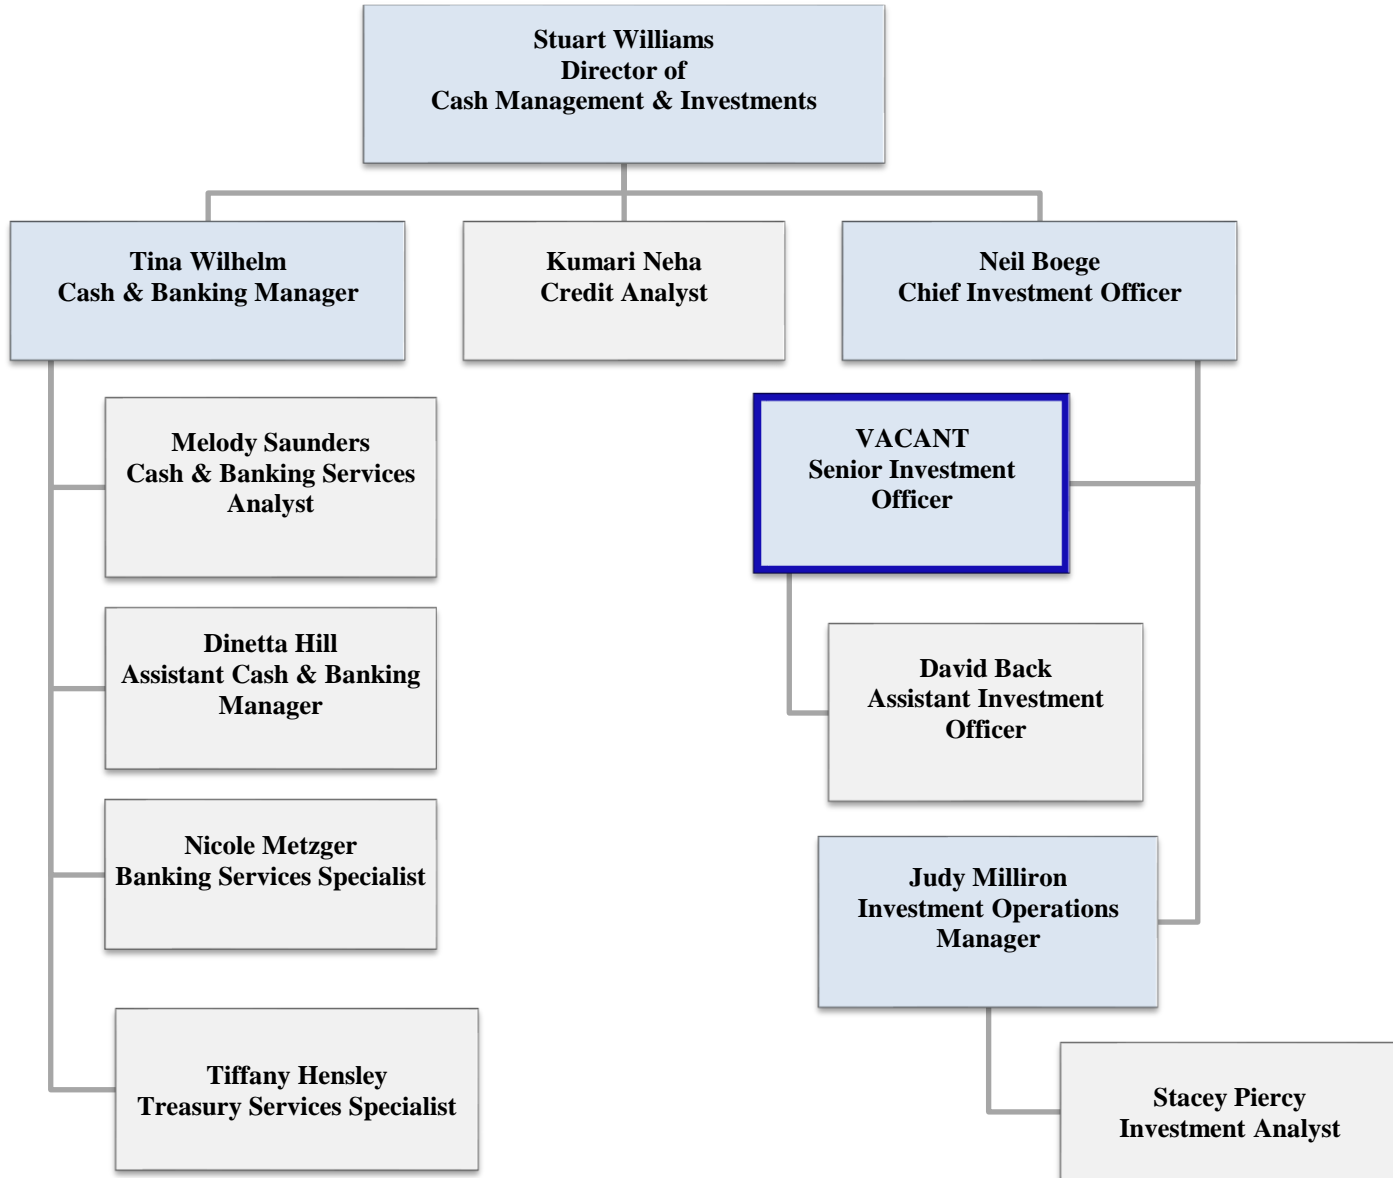 Stuart Williams
Director of
Cash Management & Investments
Tina Wilhelm
Cash & Banking Manager
Kumari Neha
Credit Analyst
Neil Boege
Chief Investment Officer
Melody Saunders
Cash & Banking Services
Analyst
Dinetta Hill
Assistant Cash & Banking
Manager
Nicole Metzger
Banking Services Specialist
Tiffany Hensley
Treasury Services Specialist
VACANT
Senior Investment
Officer
David Back
Assistant Investment
Officer
Judy Milliron
Investment Operations
Manager
Stacey Piercy
Investment Analyst